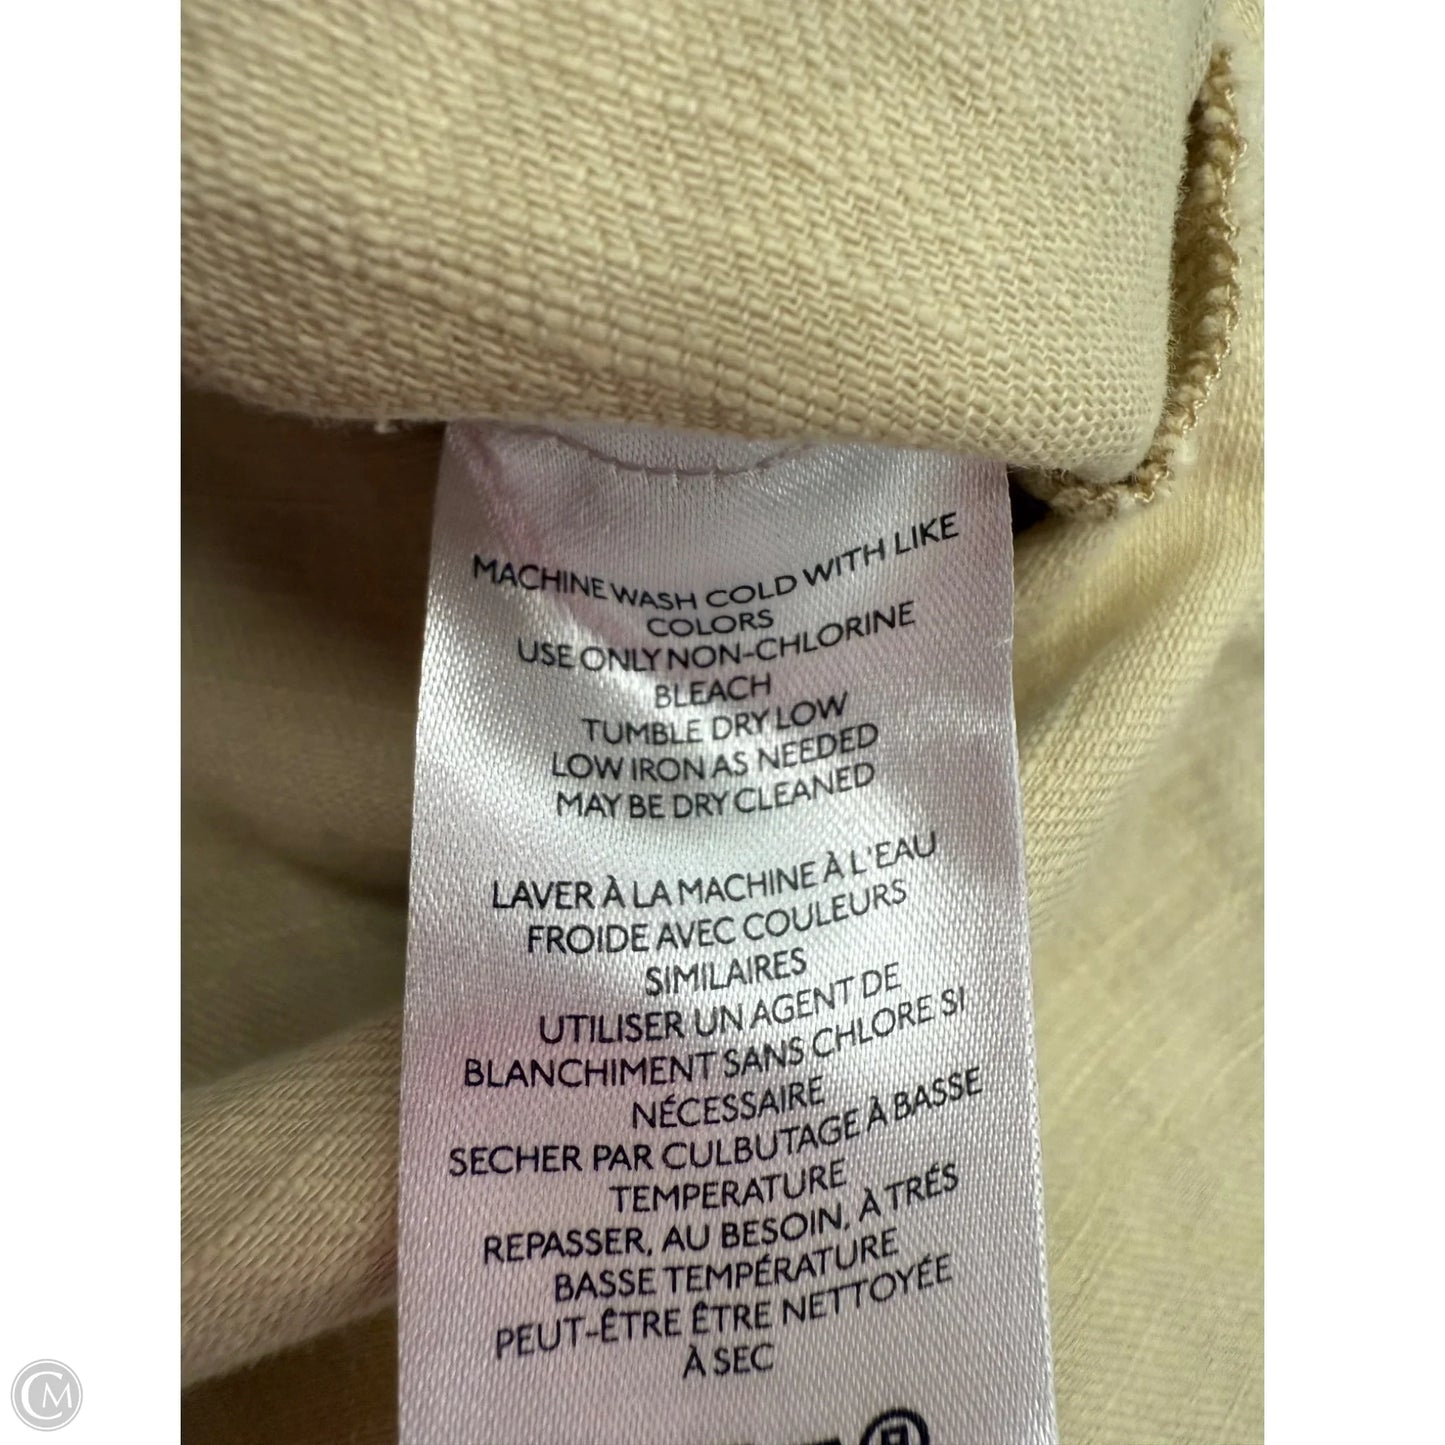 MACHINE WASH COLD WITH LIKE
COLORS
USE ONLY NON-CHLORINE
BLEACH
TUMBLE DRY LOW
LOW IRON AS NEEDED
MAY BE DRY CLEANED
LAVER À LA MACHINE À L'EAU
FROIDE AVEC COULEURS
SIMILAIRES
UTILISER UN AGENT DE
BLANCHIMENT SANS CHLORE SI
NÉCESSAIRE
SECHER PAR CULBUTAGE À BASSE
TEMPERATURE
REPASSER, AU BESOIN, À TRÉS
BASSE TEMPÉRATURE
PEUT-ÊTRE ÊTRE NETTOYÉE
À SEC
CM